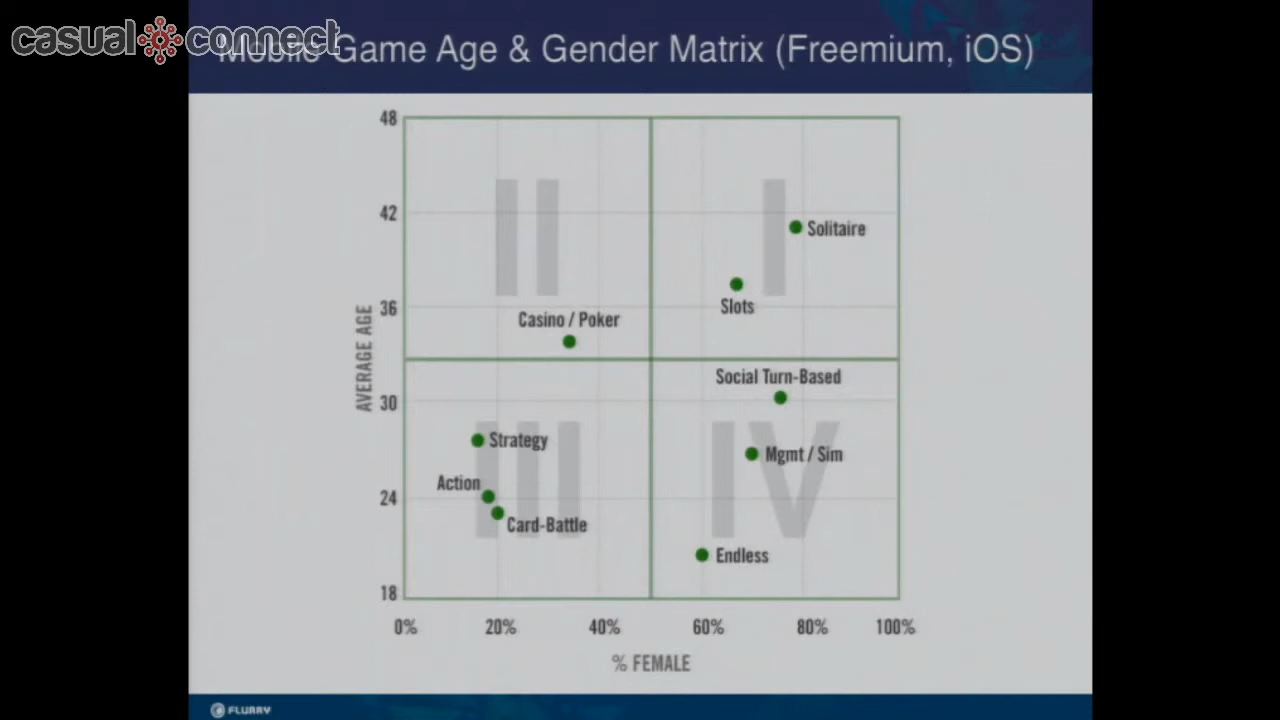 casual connect
Mobile Game Age & Gender Matrix (Freemium, iOS)
48
42
36
30
24
18
AVERAGE AGE
II
I
III
IV
Solitaire
Slots
Casino / Poker
Social Turn-Based
Strategy
Mgmt / Sim
Action
Card-Battle
Endless
0%
20%
40%
60%
80%
100%
% FEMALE
FLURRY